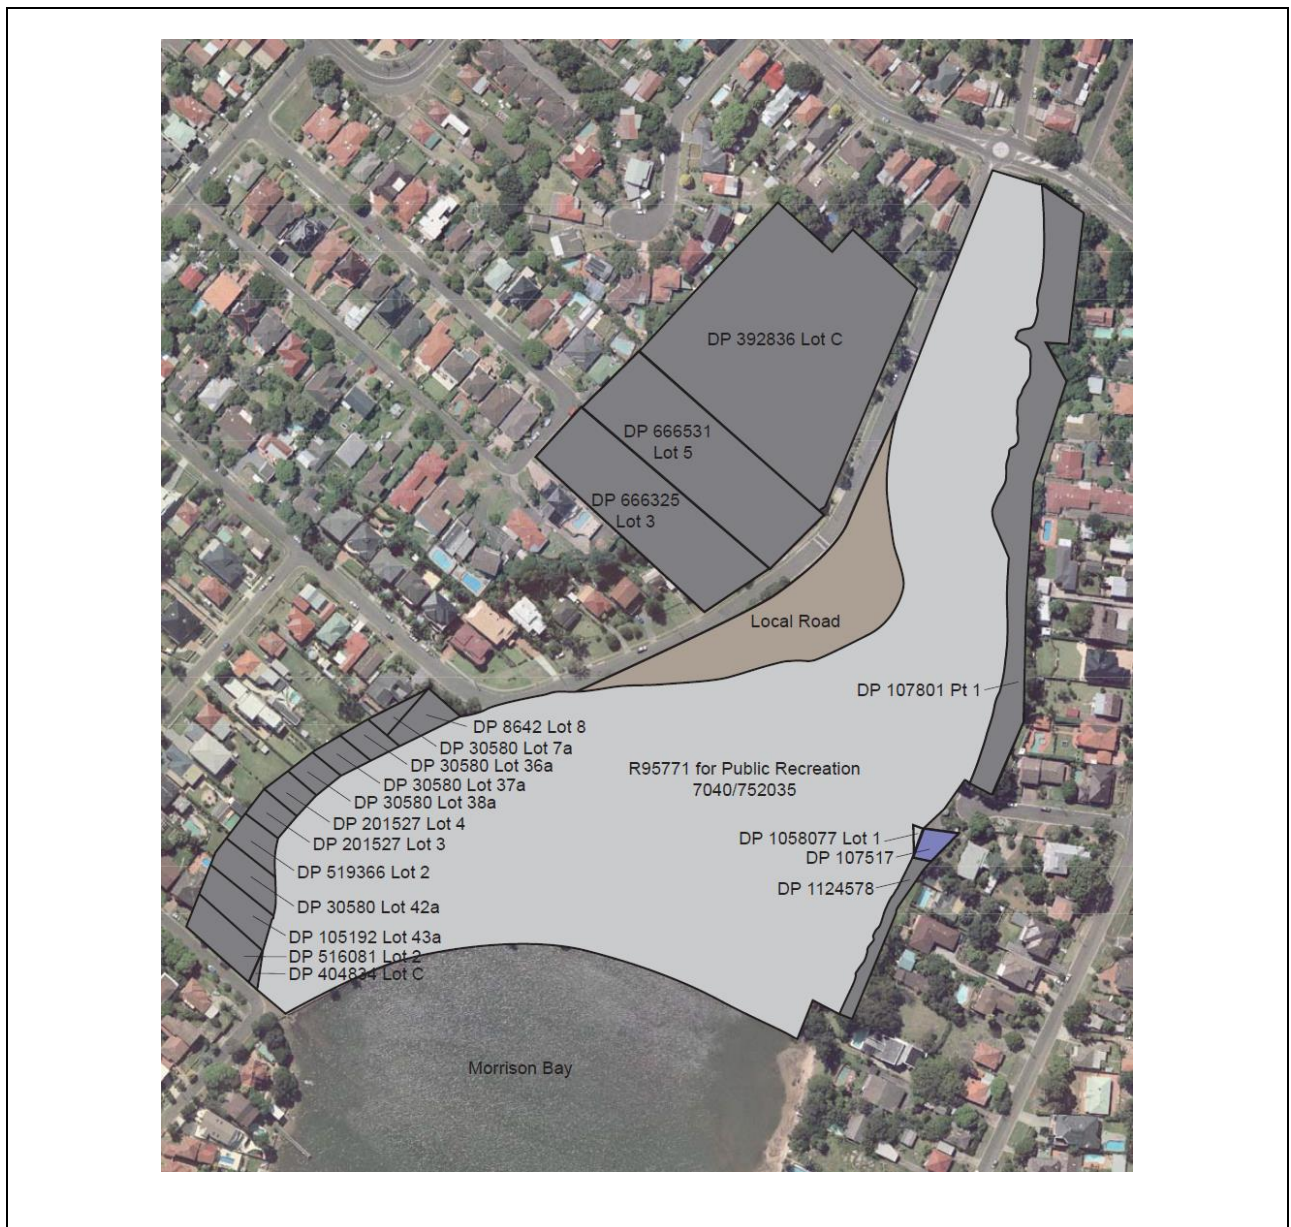 DP 392836 Lot C
DP 666531
Lot 5
DP 666325
Lot 3
Local Road
DP 107801 Pt 1
DP 8642 Lot 8
DP 30580 Lot 7a
DP 30580 Lot 36a
DP 30580 Lot 37a
DP 30580 Lot 38a
DP 201527 Lot 4
DP 201527 Lot 3
DP 519366 Lot 2
DP 30580 Lot 42a
DP 105192 Lot 43a
DP 516081 Lot 2
DP 404834 Lot C
R95771 for Public Recreation
7040/752035
DP 1058077 Lot 1
DP 107517
DP 1124578
Morrison Bay